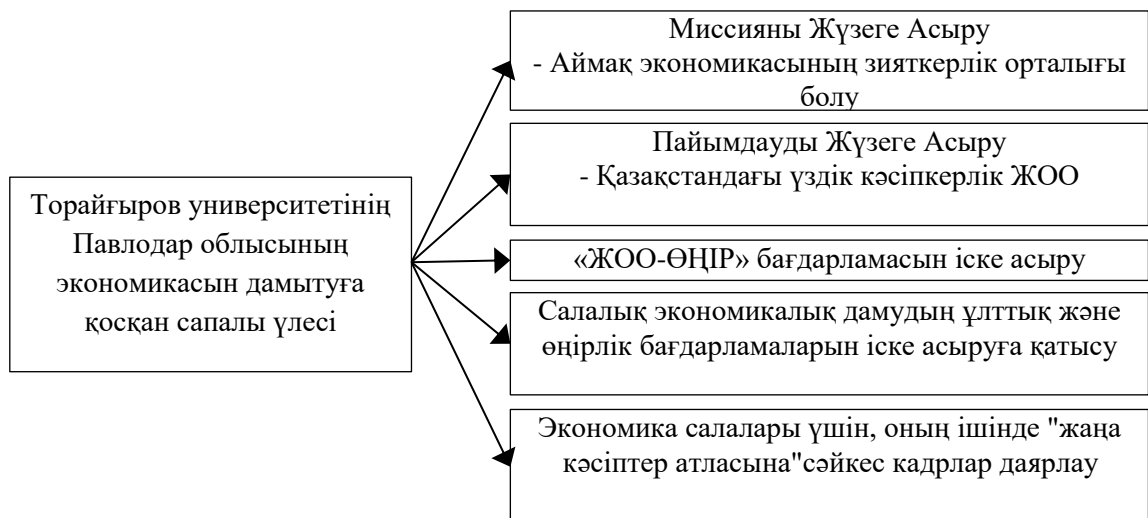 Миссияны Жүзеге Асыру
- Аймақ экономикасының зияткерлік орталығы
болу
Пайымдауды Жүзеге Асыру
- Қазақстандағы үздік кәсіпкерлік ЖОО
Торайғыров университетінің
Павлодар облысының
экономикасын дамытуға
қосқан сапалы үлесі
«ЖОО-ӨҢІР» бағдарламасын іске асыру
Салалық экономикалық дамудың ұлттық және
өңірлік бағдарламаларын іске асыруға қатысу
Экономика салалары үшін, оның ішінде "жаңа
кәсіптер атласына"сәйкес кадрлар даярлау